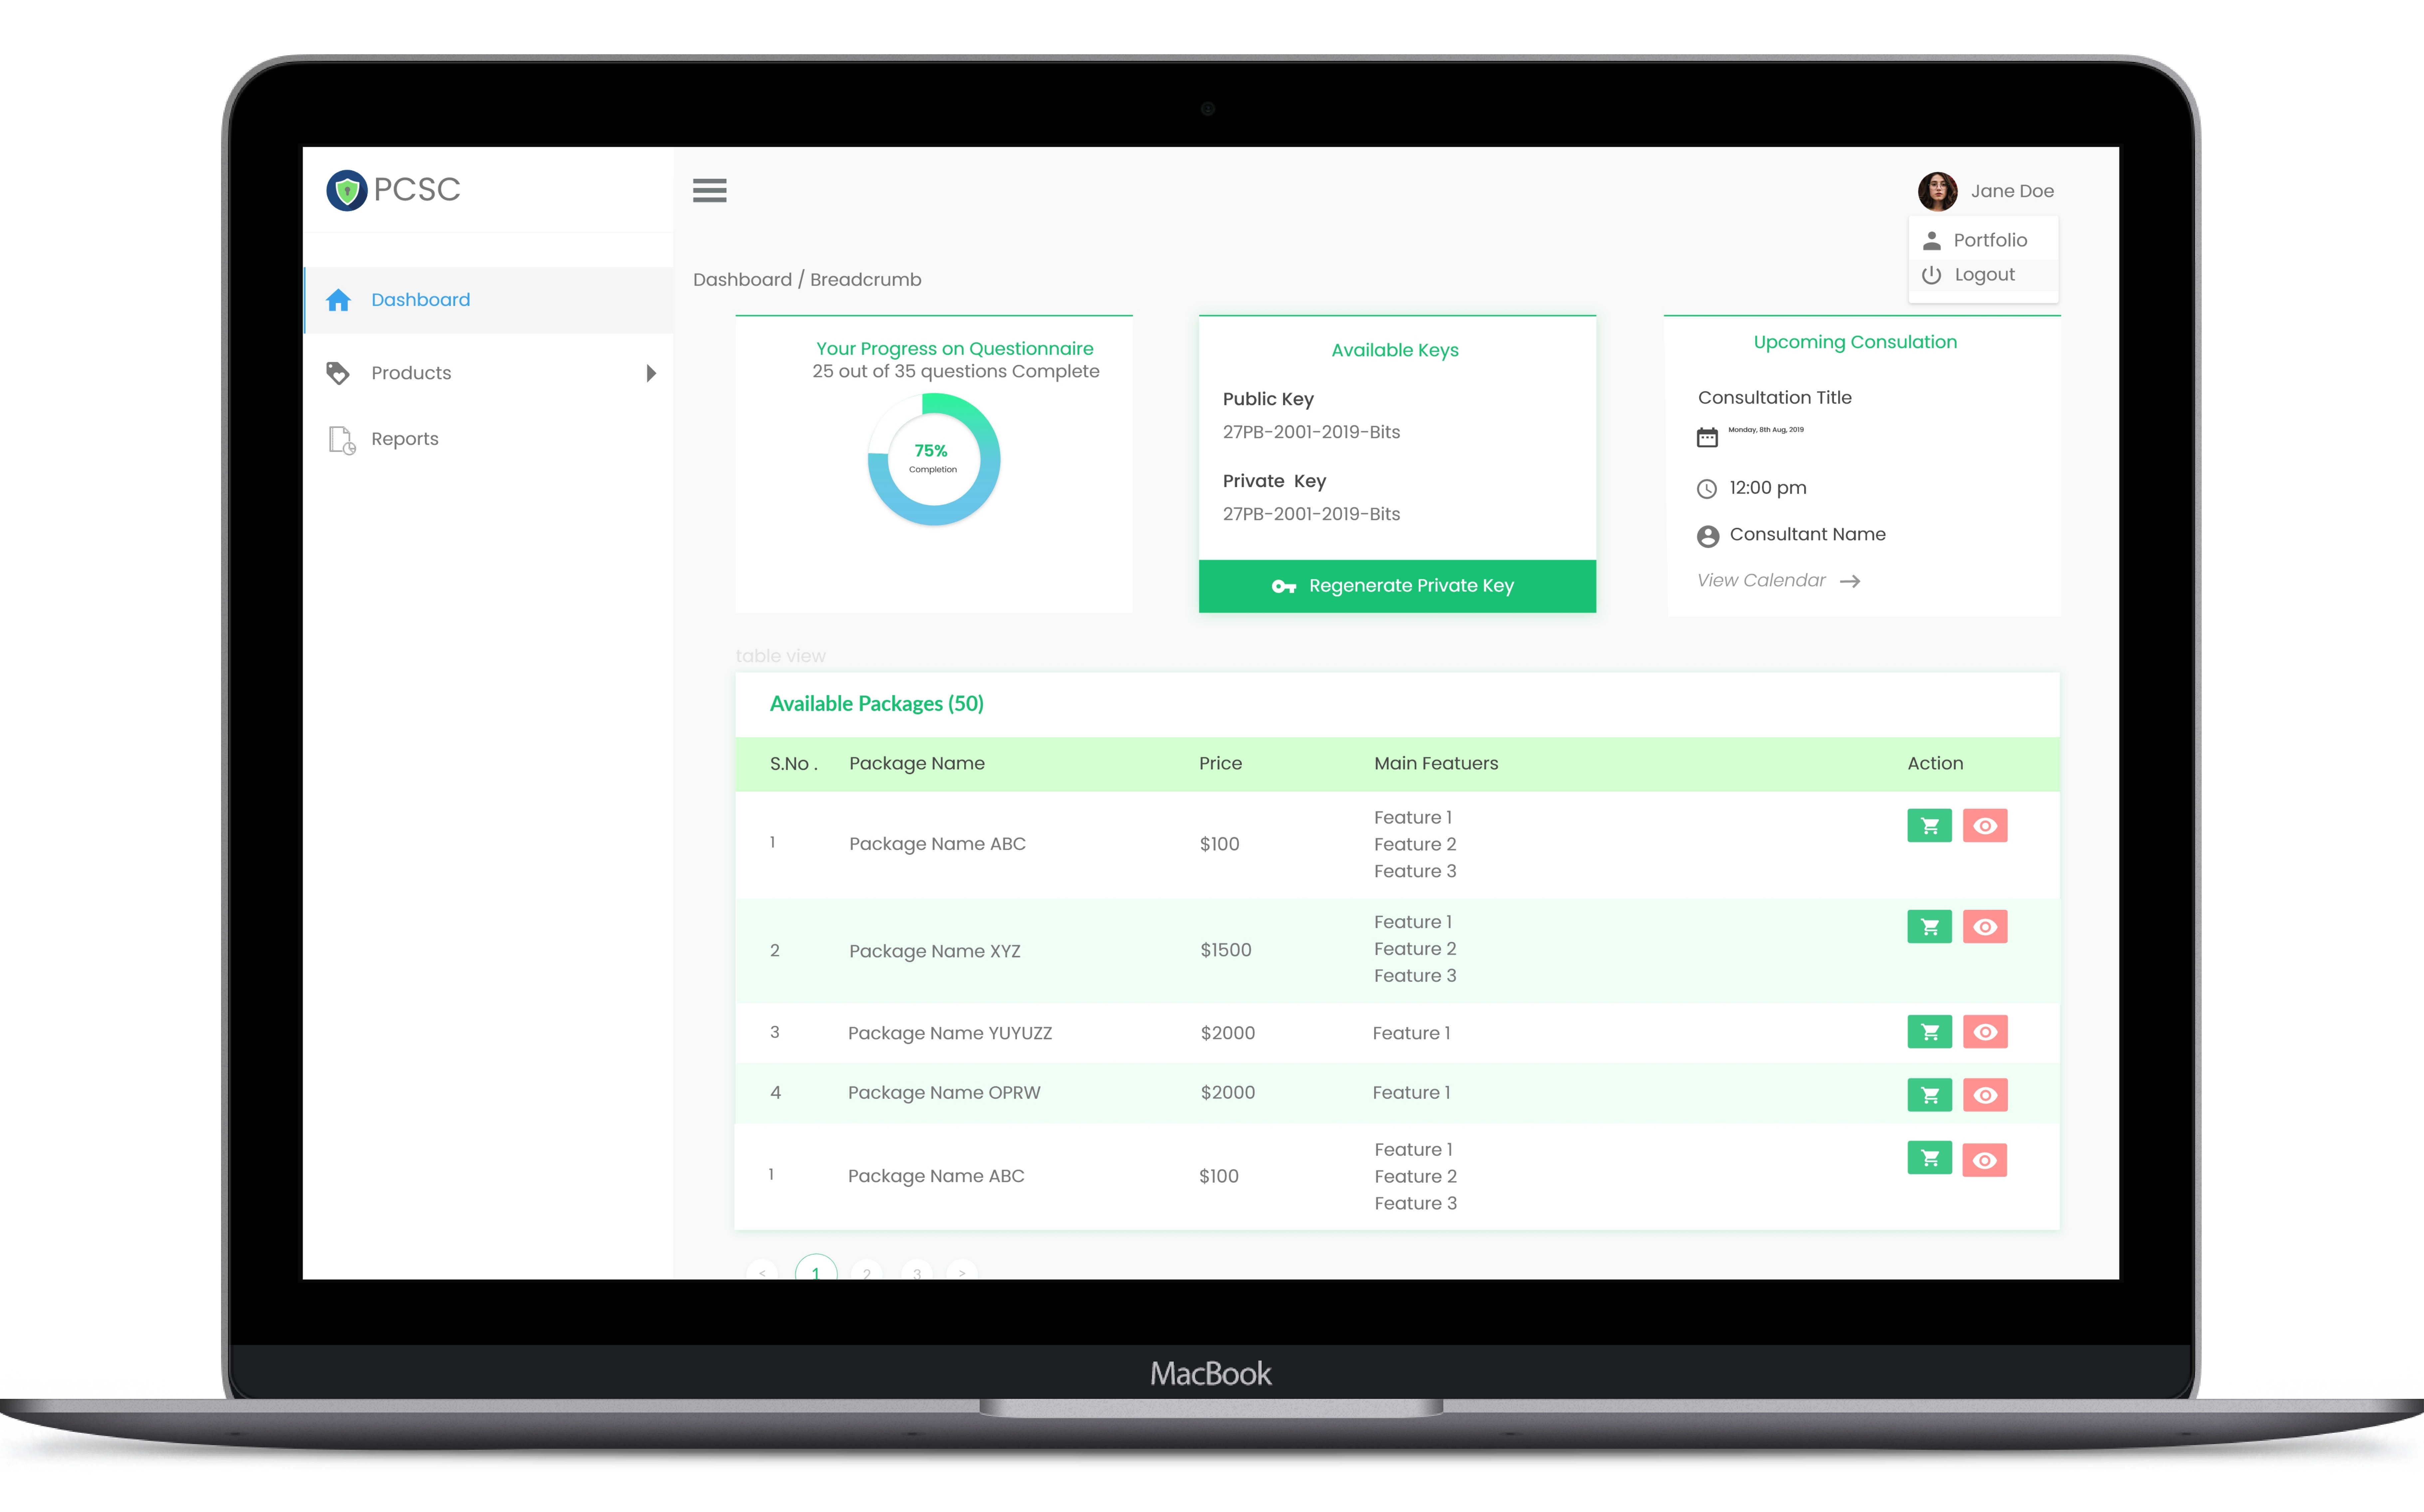 PCSC
Jane Doe
Portfolio
Logout
Dashboard / Breadcrumb
Dashboard
Products
Reports
Your Progress on Questionnaire
25 out of 35 questions Complete
75%
Completion
Available Keys
Public Key
27PB-2001-2019-Bits
Private Key
27PB-2001-2019-Bits
Regenerate Private Key
Upcoming Consulation
Consultation Title
Monday, 8th Aug, 2019
12:00 pm
Consultant Name
View Calendar →
table view
Available Packages (50)
S.No . Package Name Price Main Featuers Action
1 Package Name ABC $100 Feature 1
Feature 2
Feature 3
2 Package Name XYZ $1500 Feature 1
Feature 2
Feature 3
3 Package Name YUYUZZ $2000 Feature 1
4 Package Name OPRW $2000 Feature 1
1 Package Name ABC $100 Feature 1
Feature 2
Feature 3
< 1 2 3 >
MacBook